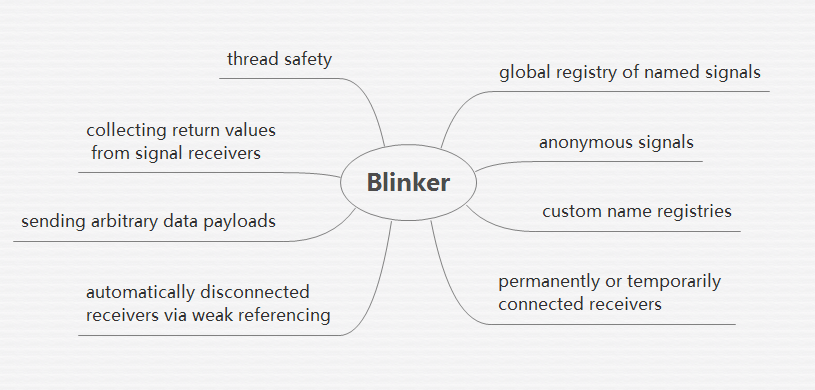 thread safety
global registry of named signals
collecting return values
from signal receivers
anonymous signals
Blinker
sending arbitrary data payloads
custom name registries
automatically disconnected
receivers via weak referencing
permanently or temporarily
connected receivers